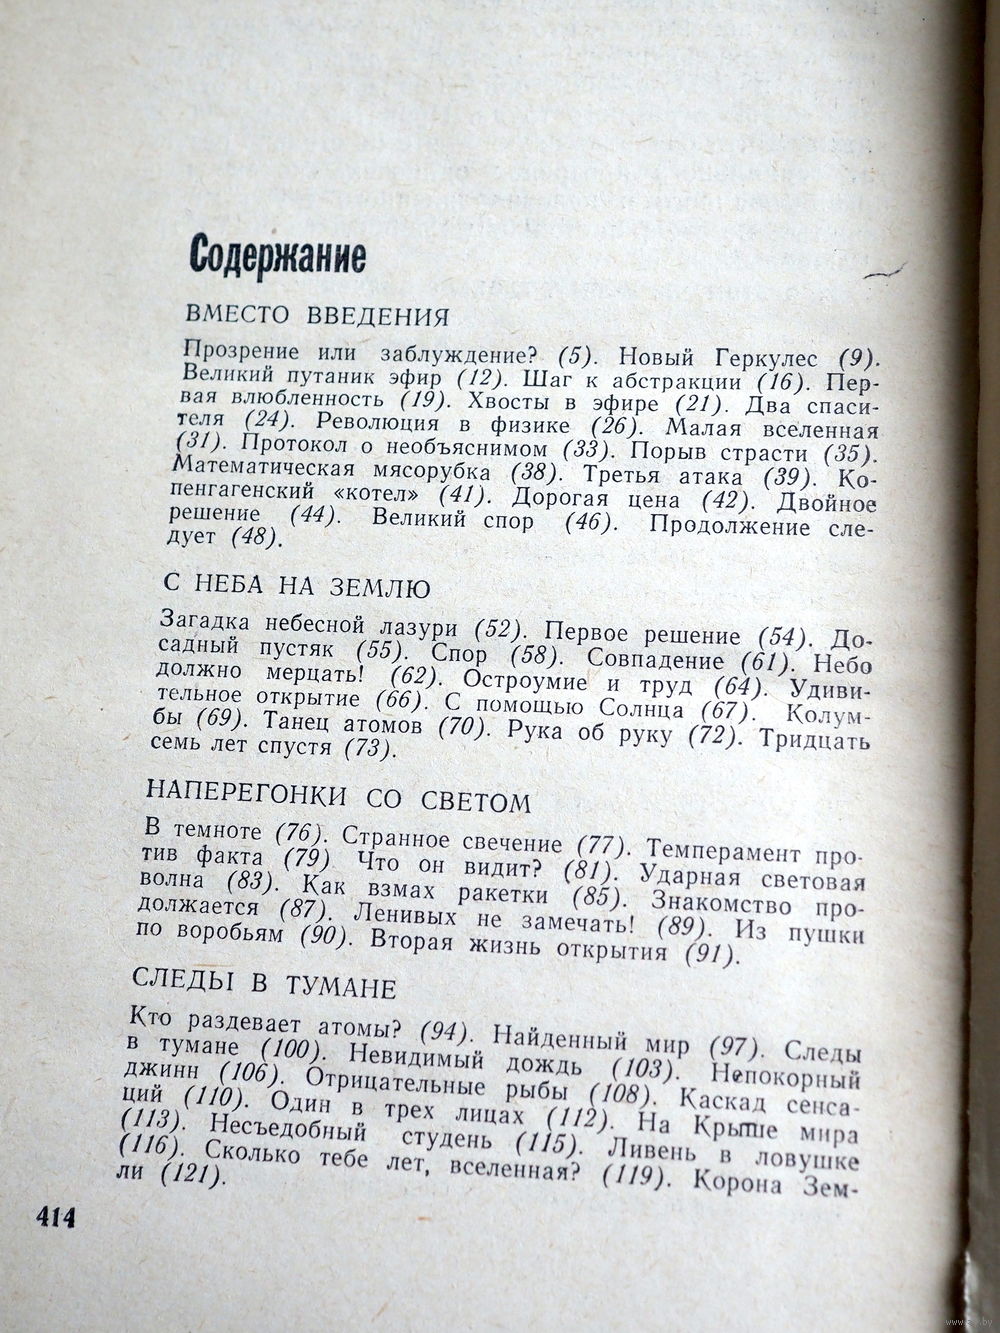 Содержание
ВМЕСТО ВВЕДЕНИЯ
Прозрение или заблуждение? (5). Новый Геркулес (9).
Великий путаник эфир (12). Шаг к абстракции (16). Пер-
вая влюбленность (19). Хвосты в эфире (21). Два спаси-
теля (24). Революция в физике (26). Малая вселенная
(31). Протокол о необъяснимом (33). Порыв страсти (35).
Математическая мясорубка (38). Третья атака (39). Ко-
пенгагенский «котел» (41). Дорогая цена (42). Двойное
решение (44). Великий спор (46). Продолжение сле-
дует (48).
С НЕБА НА ЗЕМЛЮ
Загадка небесной лазури (52). Первое решение (54). До-
садный пустяк (55). Спор (58). Совпадение (61). Небо
должно мерцать! (62). Остроумие и труд (64). Удиви-
тельное открытие (66). С помощью Солнца (67). Колум-
бы (69). Танец атомов (70). Рука об руку (72). Тридцать
семь лет спустя (73).
НАПЕРЕГОНКИ СО СВЕТОМ
В темноте (76). Странное свечение (77). Темперамент про-
тив факта (79). Что он видит? (81). Ударная световая
волна (83). Как взмах ракетки (85). Знакомство про-
должается (87). Ленивых не замечать! (89). Из пушки
по воробьям (90). Вторая жизнь открытия (91).
СЛЕДЫ В ТУМАНЕ
Кто раздевает атомы? (94). Найденный мир (97). Следы
в тумане (100). Невидимый дождь (103). Непокорный
джинн (106). Отрицательные рыбы (108). Каскад сенса-
ций (110). Один в трех лицах (112). На Крыше мира
(113). Несъедобный студень (115). Ливень в ловушке
(116). Сколько тебе лет, вселенная? (119). Корона Зем-
ли (121).
414